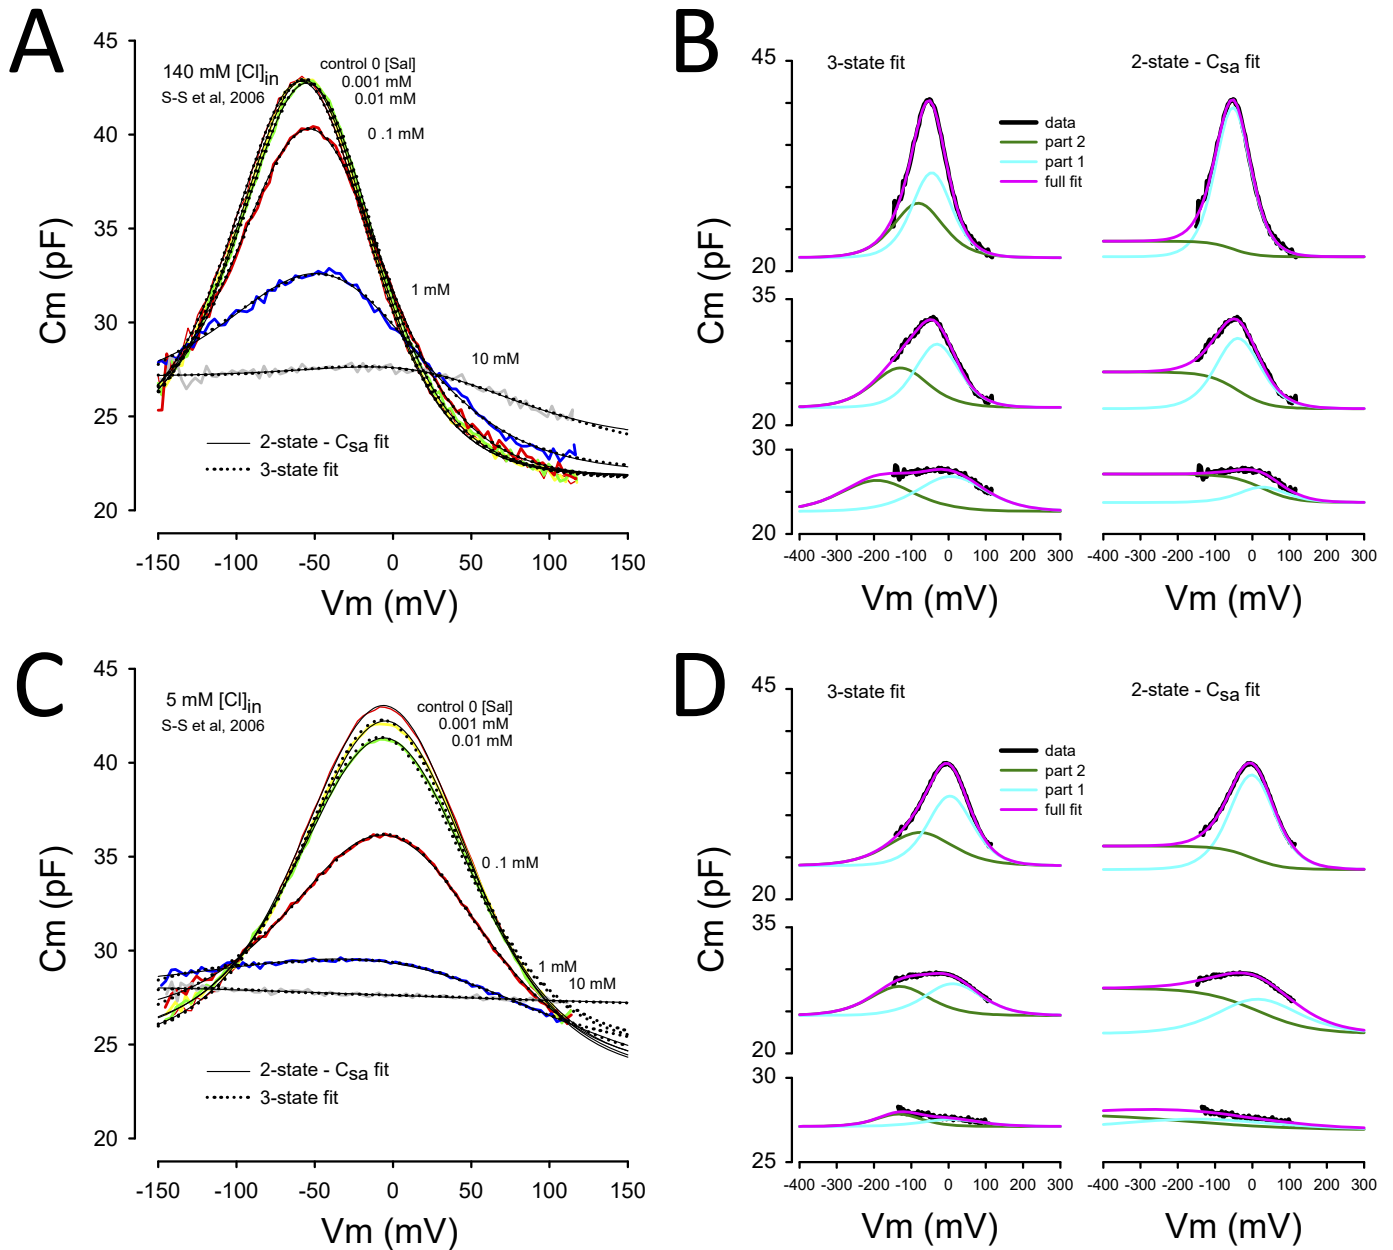 A
45
40
35
30
25
20
Cm (pF)
140 mM [Cl]in
S-S et al, 2006
control 0 [Sal]
0.001 mM
0.01 mM
0 .1 mM
1 mM
10 mM
2-state - Csa fit
3-state fit
-150 -100 -50 0 50 100 150
Vm (mV)
B
3-state fit
2-state - Csa fit
45
20
35
20
30
20
Cm (pF)
data
part 2
part 1
full fit
-400 -300 -200 -100 0 100 200 300
-400 -300 -200 -100 0 100 200 300
Vm (mV)
Vm (mV)
C
45
40
35
30
25
20
Cm (pF)
5 mM [Cl]in
S-S et al, 2006
control 0 [Sal]
0.001 mM
0.01 mM
0 .1 mM
1 mM
10 mM
2-state - Csa fit
3-state fit
-150 -100 -50 0 50 100 150
Vm (mV)
D
3-state fit
2-state - Csa fit
45
20
35
20
30
25
Cm (pF)
data
part 2
part 1
full fit
-400 -300 -200 -100 0 100 200 300
-400 -300 -200 -100 0 100 200 300
Vm (mV)
Vm (mV)